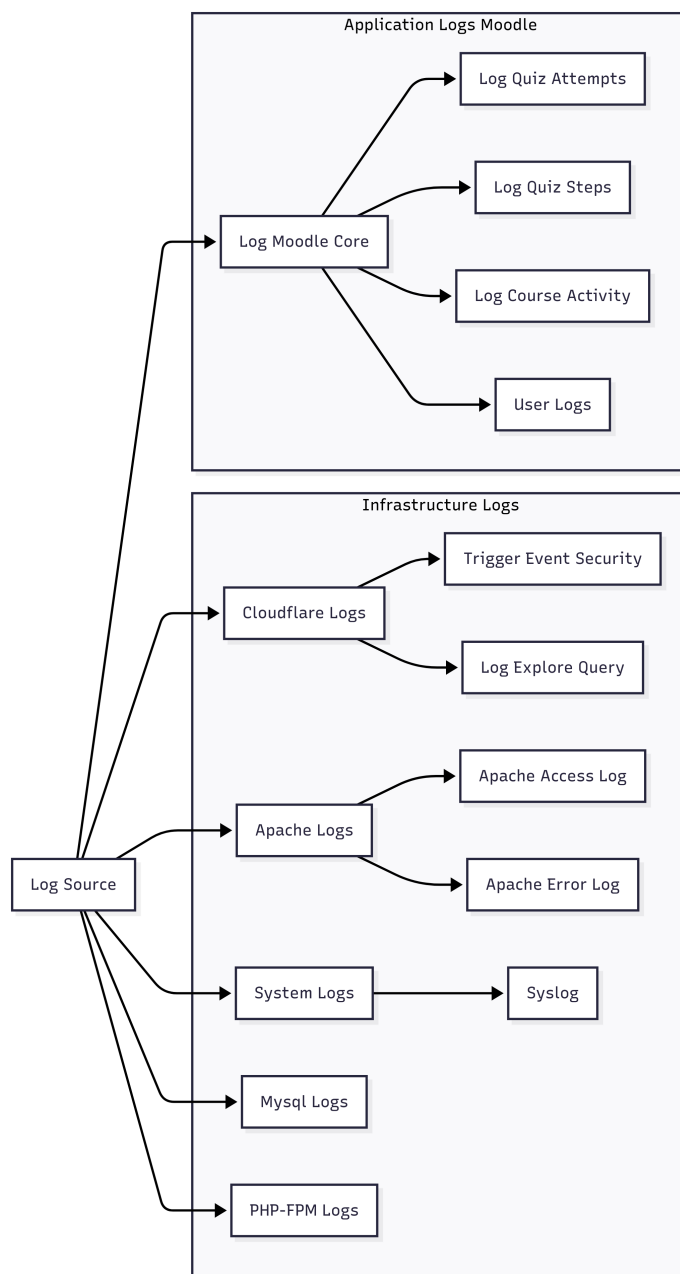 Application Logs Moodle
Log Quiz Attempts
Log Quiz Steps
Log Moodle Core
Log Course Activity
User Logs
Infrastructure Logs
Trigger Event Security
Cloudflare Logs
Log Explore Query
Apache Access Log
Apache Logs
Log Source
Apache Error Log
System Logs
Syslog
Mysql Logs
PHP-FPM Logs